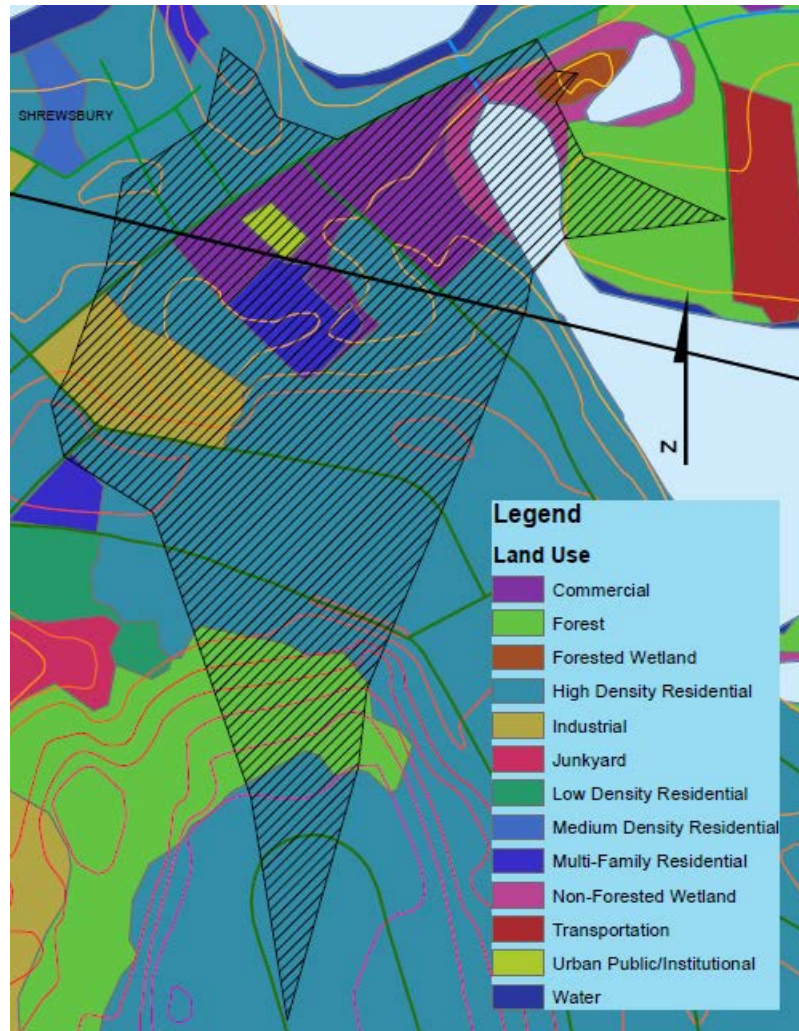 SHREWSBURY
N
Legend
Land Use
Commercial
Forest
Forested Wetland
High Density Residential
Industrial
Junkyard
Low Density Residential
Medium Density Residential
Multi-Family Residential
Non-Forested Wetland
Transportation
Urban Public/Institutional
Water